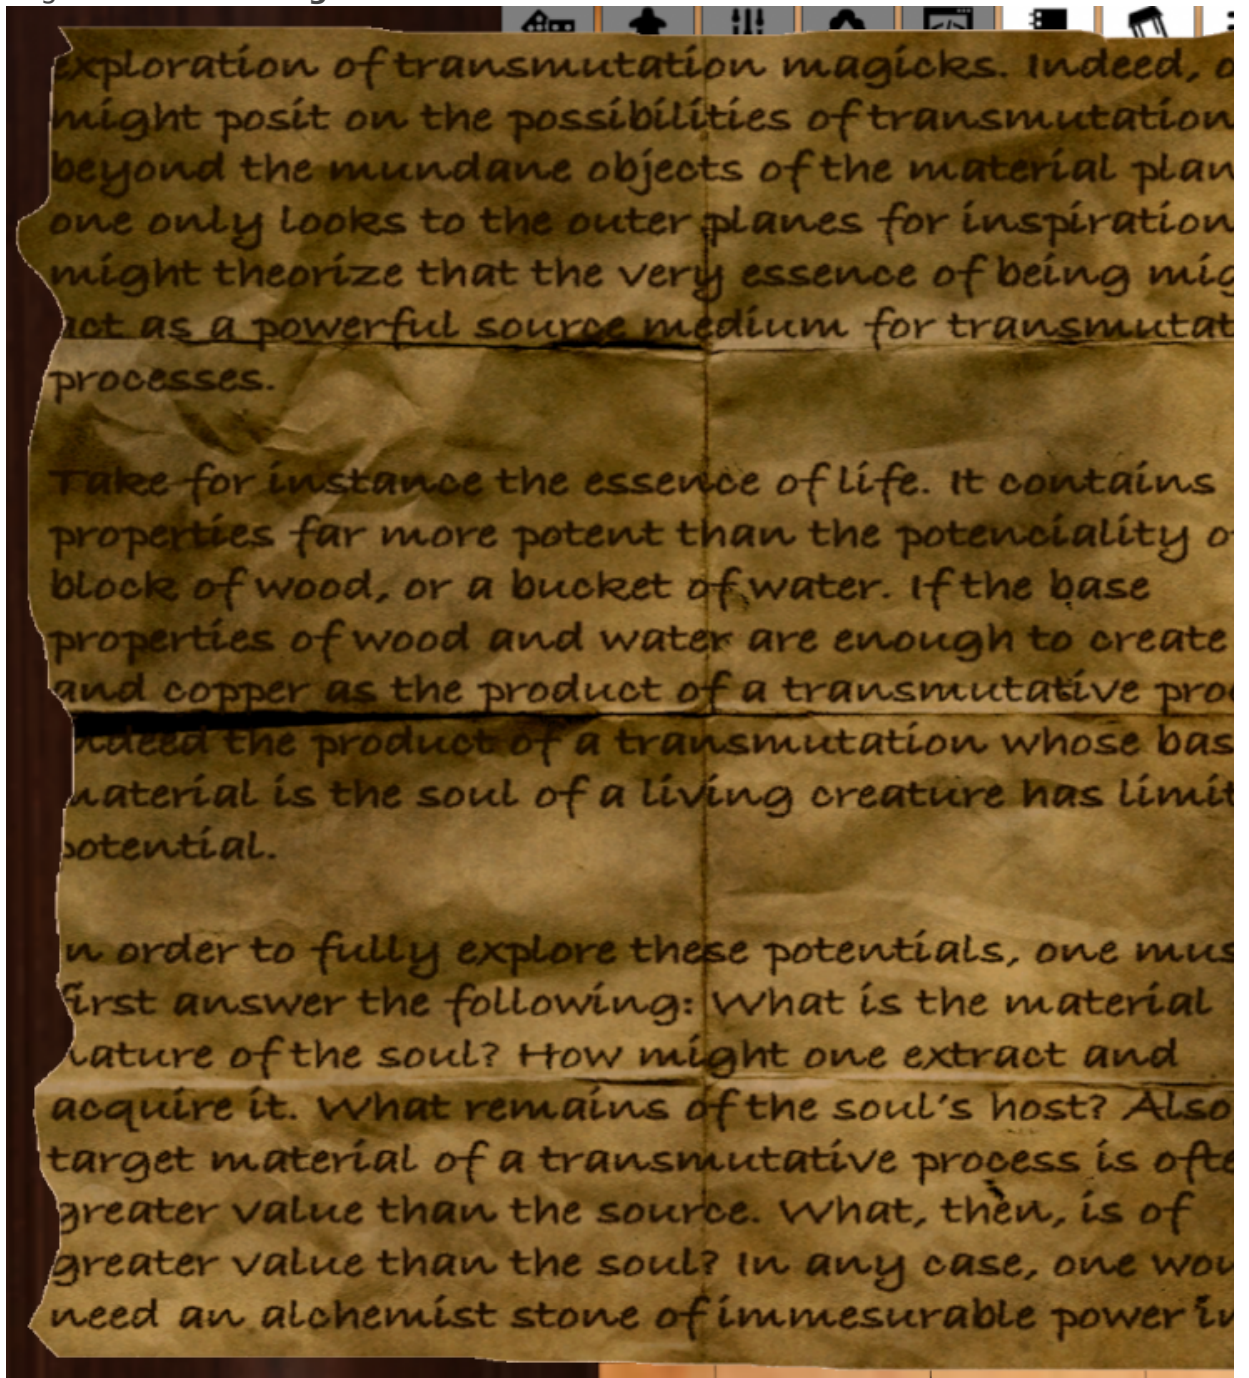 exploration of transmutation magicks. Indeed,
might posit on the possibilities of transmutation
beyond the mundane objects of the material plan
one only looks to the outer planes for inspiration
might theorize that the very essence of being mig
act as a powerful source medium for transmutat
processes.
Take for instance the essence of life. It contains
properties far more potent than the potenciality o
block of wood, or a bucket of water. If the base
properties of wood and water are enough to create
and copper as the product of a transmutative pro
indeed the product of a transmutation whose bas
material is the soul of a living creature has limit
potential.
In order to fully explore these potentials, one mus
first answer the following: What is the material
nature of the soul? How might one extract and
acquire it. What remains of the soul's host? Also
target material of a transmutative process is ofte
greater value than the source. What, then, is of
greater value than the soul? In any case, one wou
need an alchemist stone of immesurable power in